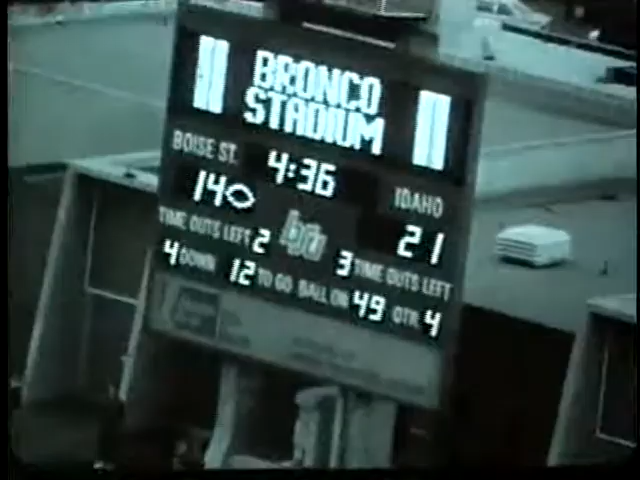 BRONCO
STADIUM
BOISE ST. 4:36 IDAHO
14 21
TIME OUTS LEFT 2 BSU 3 TIME OUTS LEFT
4 DOWN 12 TO GO BALL ON 49 QTR 4